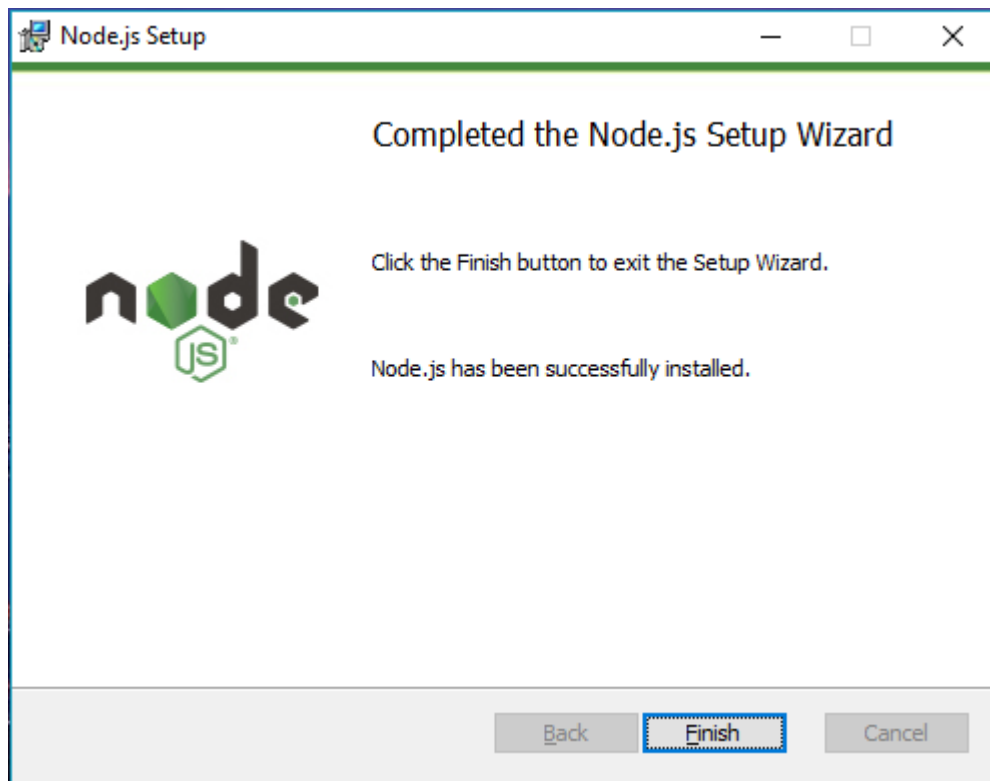 Node.js Setup
Completed the Node.js Setup Wizard
Click the Finish button to exit the Setup Wizard.
node
JS®
Node.js has been successfully installed.
Back Finish Cancel